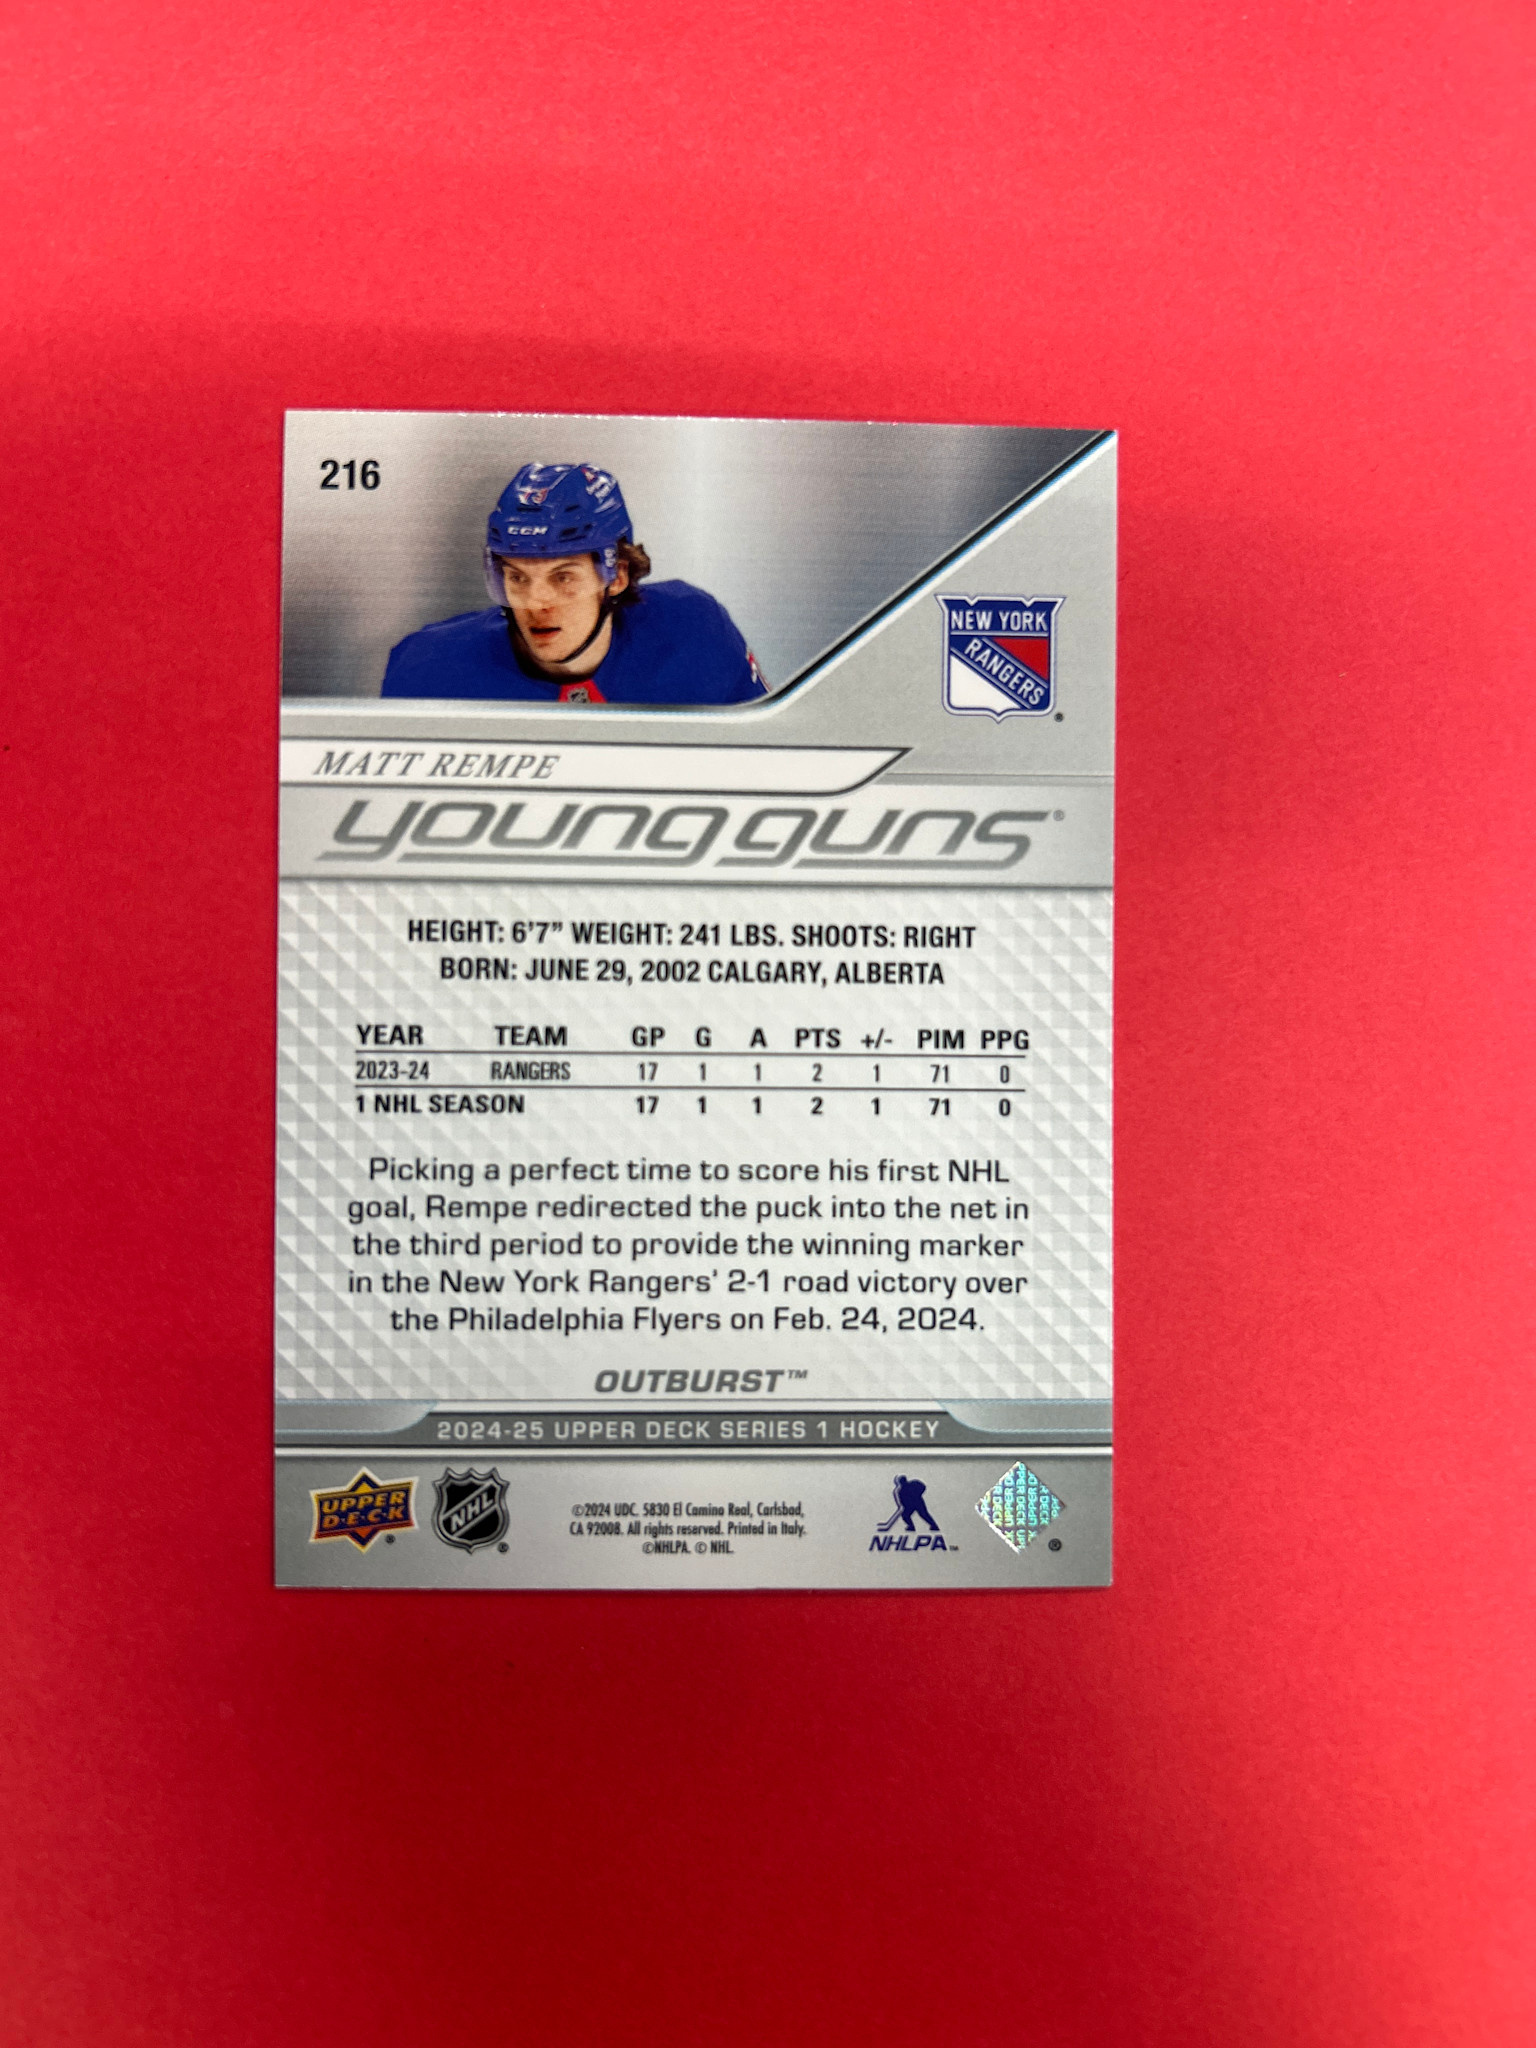 216
CCM
NEW YORK
RANGERS
®
MATT REMPE
young guns®
HEIGHT: 6'7” WEIGHT: 241 LBS. SHOOTS: RIGHT
BORN: JUNE 29, 2002 CALGARY, ALBERTA
YEAR TEAM GP G A PTS +/- PIM PPG
2023-24 RANGERS 17 1 1 2 1 71 0
1 NHL SEASON 17 1 1 2 1 71 0
Picking a perfect time to score his first NHL
goal, Rempe redirected the puck into the net in
the third period to provide the winning marker
in the New York Rangers’ 2-1 road victory over
the Philadelphia Flyers on Feb. 24, 2024.
OUTBURST™
2024-25 UPPER DECK SERIES 1 HOCKEY
UPPER
D·E·C·K
®
NHL
®
©2024 UDC. 5830 El Camino Real, Carlsbad,
CA 92008. All rights reserved. Printed in Italy.
©NHLPA. © NHL.
NHLPA™
UPPER DECK
®